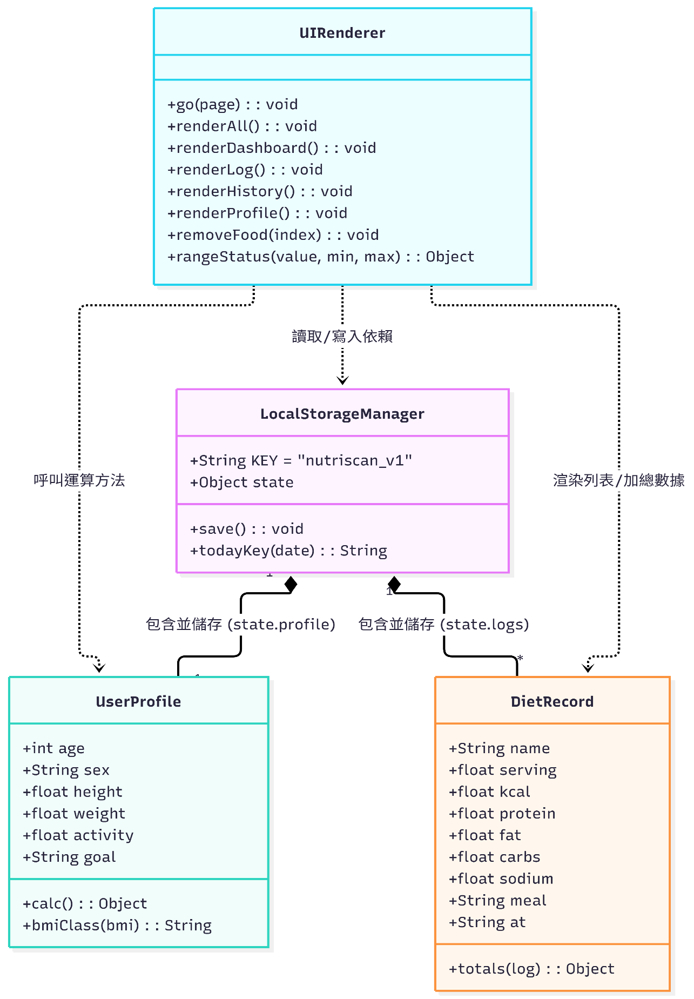 UIRenderer
+go(page) : : void
+renderAll() : : void
+renderDashboard() : : void
+renderLog() : : void
+renderHistory() : : void
+renderProfile() : : void
+removeFood(index) : : void
+rangeStatus(value, min, max) : : Object
讀取/寫入依賴
LocalStorageManager
+String KEY = "nutriscan_v1"
+Object state
呼叫運算方法
渲染列表/加總數據
+save() : : void
+todayKey(date) : : String
1
1
包含並儲存 (state.profile)
包含並儲存 (state.logs)
*
1
UserProfile
+int age
+String sex
+float height
+float weight
+float activity
+String goal
+calc() : : Object
+bmiClass(bmi) : : String
DietRecord
+String name
+float serving
+float kcal
+float protein
+float fat
+float carbs
+float sodium
+String meal
+String at
+totals(log) : : Object